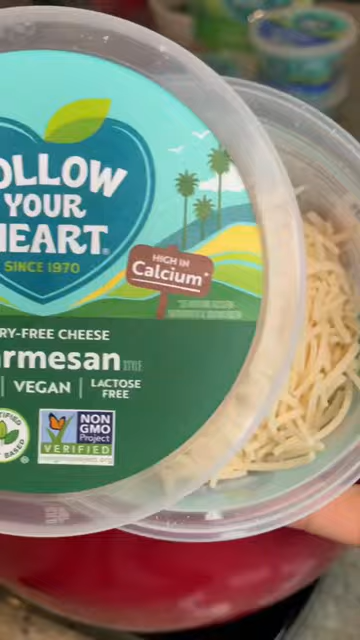 OLLOW
YOUR
HEART®
SINCE 1970
HIGH IN
Calcium*
RY-FREE CHEESE
armesan STYLE
VEGAN | LACTOSE FREE
NON
GMO
Project
VERIFIED